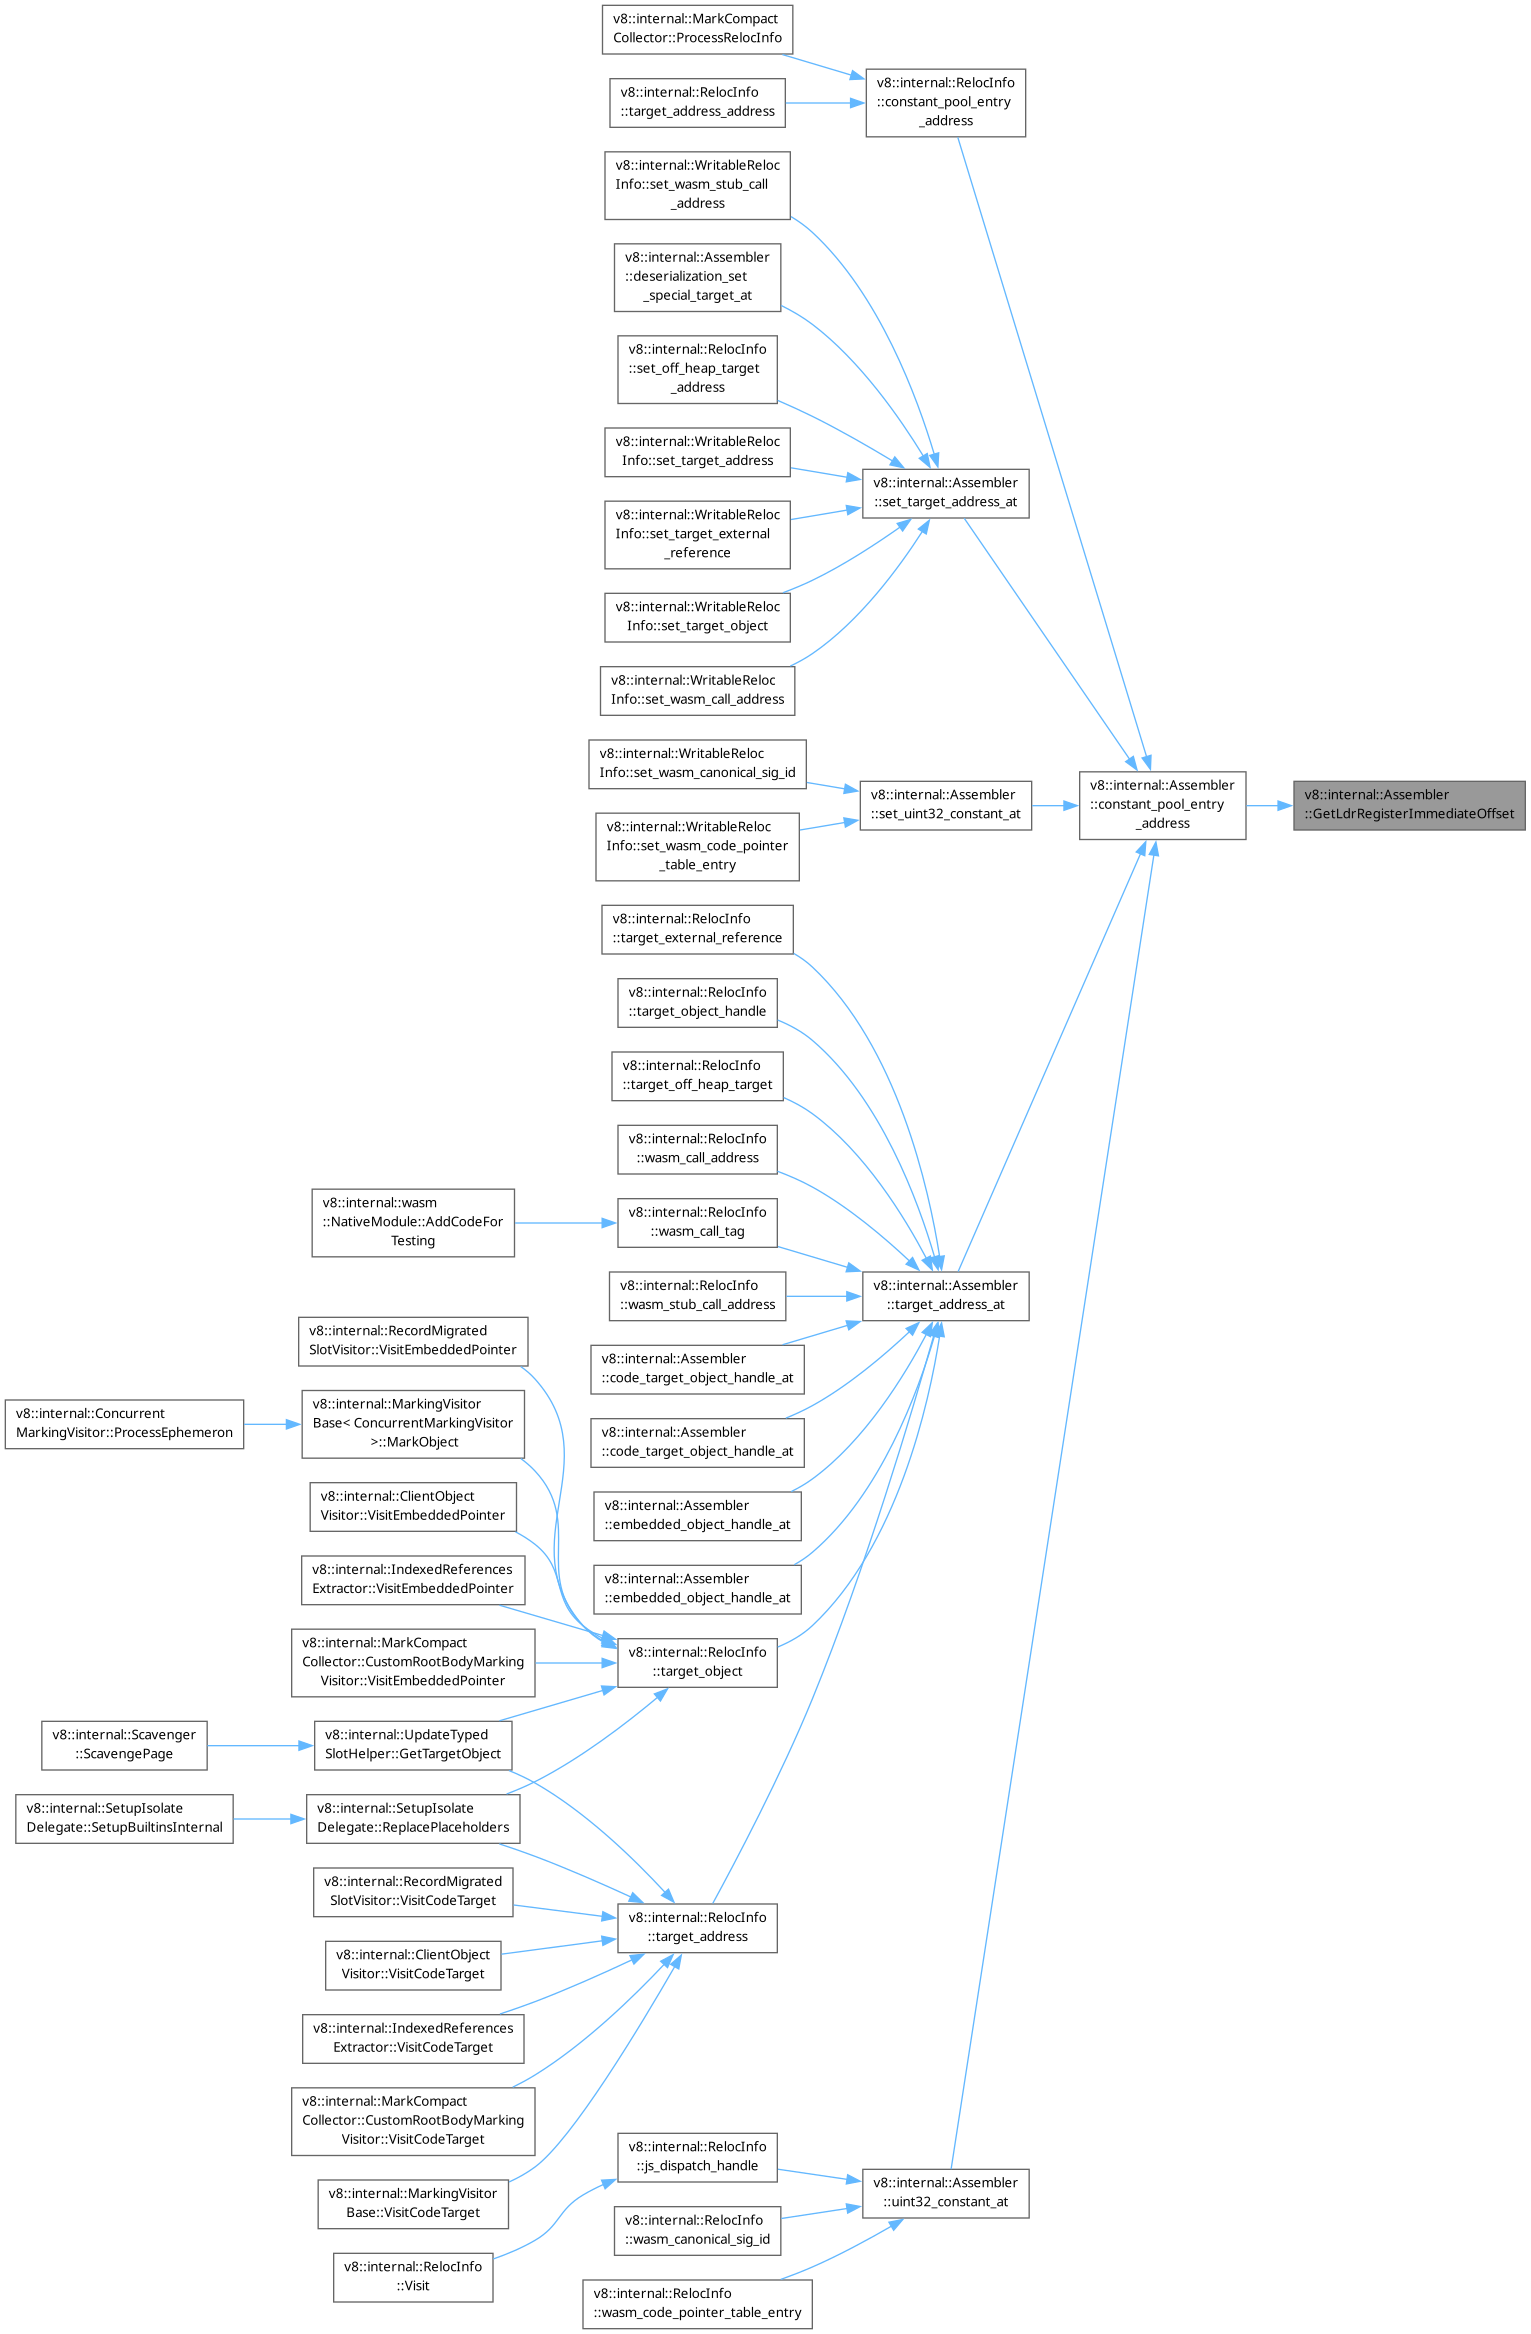 v8::internal::MarkCompact
Collector::ProcessRelocInfo
v8::internal::RelocInfo
::constant_pool_entry
_address
v8::internal::RelocInfo
::target_address_address
v8::internal::WritableReloc
Info::set_wasm_stub_call
_address
v8::internal::Assembler
::deserialization_set
_special_target_at
v8::internal::RelocInfo
::set_off_heap_target
_address
v8::internal::WritableReloc
Info::set_target_address
v8::internal::Assembler
::set_target_address_at
v8::internal::WritableReloc
Info::set_target_external
_reference
v8::internal::WritableReloc
Info::set_target_object
v8::internal::WritableReloc
Info::set_wasm_call_address
v8::internal::WritableReloc
Info::set_wasm_canonical_sig_id
v8::internal::Assembler
::set_uint32_constant_at
v8::internal::Assembler
::constant_pool_entry
_address
v8::internal::Assembler
::GetLdrRegisterImmediateOffset
v8::internal::WritableReloc
Info::set_wasm_code_pointer
_table_entry
v8::internal::RelocInfo
::target_external_reference
v8::internal::RelocInfo
::target_object_handle
v8::internal::RelocInfo
::target_off_heap_target
v8::internal::RelocInfo
::wasm_call_address
v8::internal::wasm
::NativeModule::AddCodeFor
Testing
v8::internal::RelocInfo
::wasm_call_tag
v8::internal::RelocInfo
::wasm_stub_call_address
v8::internal::Assembler
::target_address_at
v8::internal::RecordMigrated
SlotVisitor::VisitEmbeddedPointer
v8::internal::Assembler
::code_target_object_handle_at
v8::internal::Concurrent
MarkingVisitor::ProcessEphemeron
v8::internal::MarkingVisitor
Base< ConcurrentMarkingVisitor
>::MarkObject
v8::internal::Assembler
::code_target_object_handle_at
v8::internal::ClientObject
Visitor::VisitEmbeddedPointer
v8::internal::Assembler
::embedded_object_handle_at
v8::internal::IndexedReferences
Extractor::VisitEmbeddedPointer
v8::internal::Assembler
::embedded_object_handle_at
v8::internal::MarkCompact
Collector::CustomRootBodyMarking
Visitor::VisitEmbeddedPointer
v8::internal::RelocInfo
::target_object
v8::internal::Scavenger
::ScavengePage
v8::internal::UpdateTyped
SlotHelper::GetTargetObject
v8::internal::SetupIsolate
Delegate::SetupBuiltinsInternal
v8::internal::SetupIsolate
Delegate::ReplacePlaceholders
v8::internal::RecordMigrated
SlotVisitor::VisitCodeTarget
v8::internal::RelocInfo
::target_address
v8::internal::ClientObject
Visitor::VisitCodeTarget
v8::internal::IndexedReferences
Extractor::VisitCodeTarget
v8::internal::MarkCompact
Collector::CustomRootBodyMarking
Visitor::VisitCodeTarget
v8::internal::RelocInfo
::js_dispatch_handle
v8::internal::MarkingVisitor
Base::VisitCodeTarget
v8::internal::Assembler
::uint32_constant_at
v8::internal::RelocInfo
::wasm_canonical_sig_id
v8::internal::RelocInfo
::Visit
v8::internal::RelocInfo
::wasm_code_pointer_table_entry